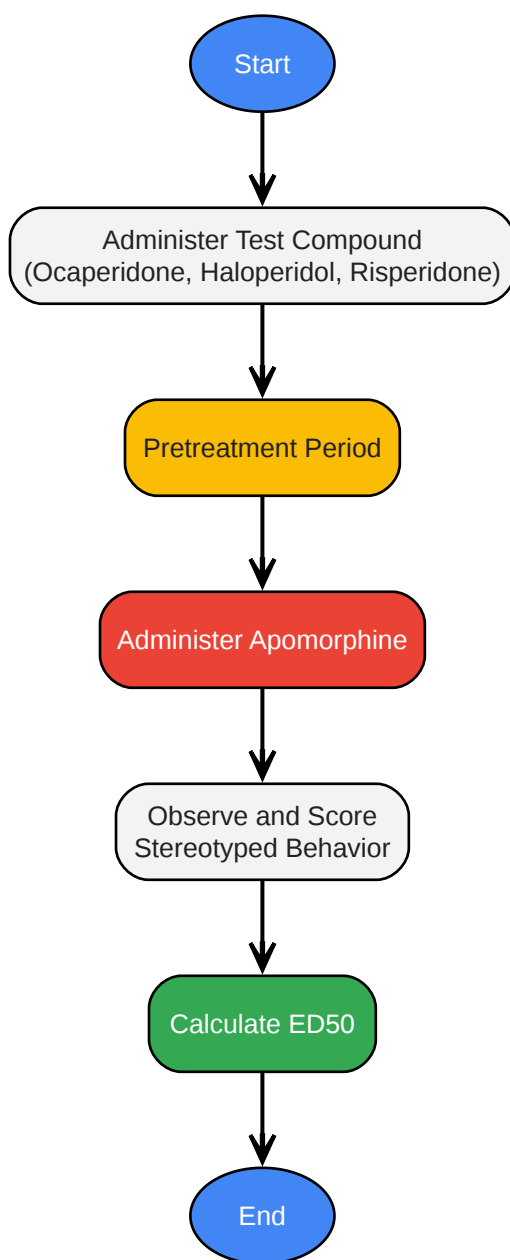 Start
Administer Test Compound
(Ocaperidone, Haloperidol, Risperidone)
Pretreatment Period
Administer Apomorphine
Observe and Score
Stereotyped Behavior
Calculate ED50
End